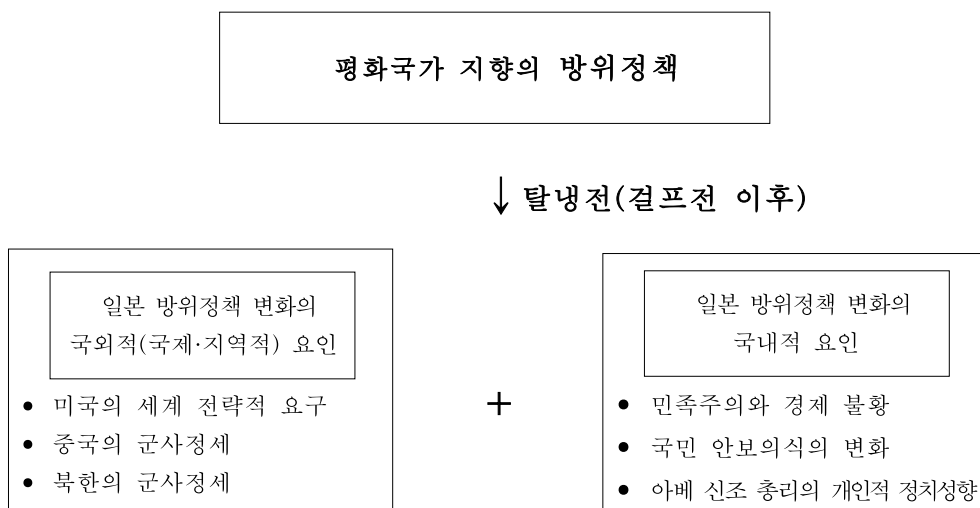 평화국가 지향의 방위정책
↓ 탈냉전(걸프전 이후)
일본 방위정책 변화의
국외적(국제·지역적) 요인
• 미국의 세계 전략적 요구
• 중국의 군사정세
• 북한의 군사정세
+
일본 방위정책 변화의
국내적 요인
• 민족주의와 경제 불황
• 국민 안보의식의 변화
• 아베 신조 총리의 개인적 정치성향